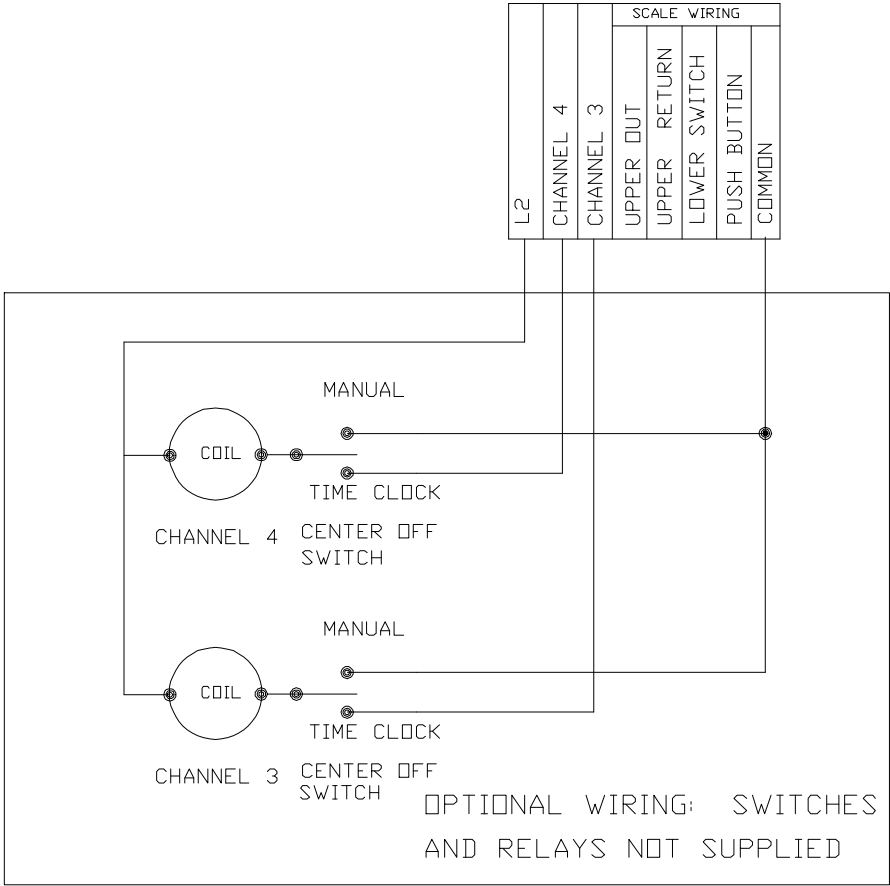 SCALE WIRING
L2
CHANNEL 4
CHANNEL 3
UPPER OUT
UPPER RETURN
LOWER SWITCH
PUSH BUTTON
COMMON
MANUAL
COIL
TIME CLOCK
CHANNEL 4
CENTER OFF
SWITCH
MANUAL
COIL
TIME CLOCK
CHANNEL 3
CENTER OFF
SWITCH
OPTIONAL WIRING: SWITCHES
AND RELAYS NOT SUPPLIED